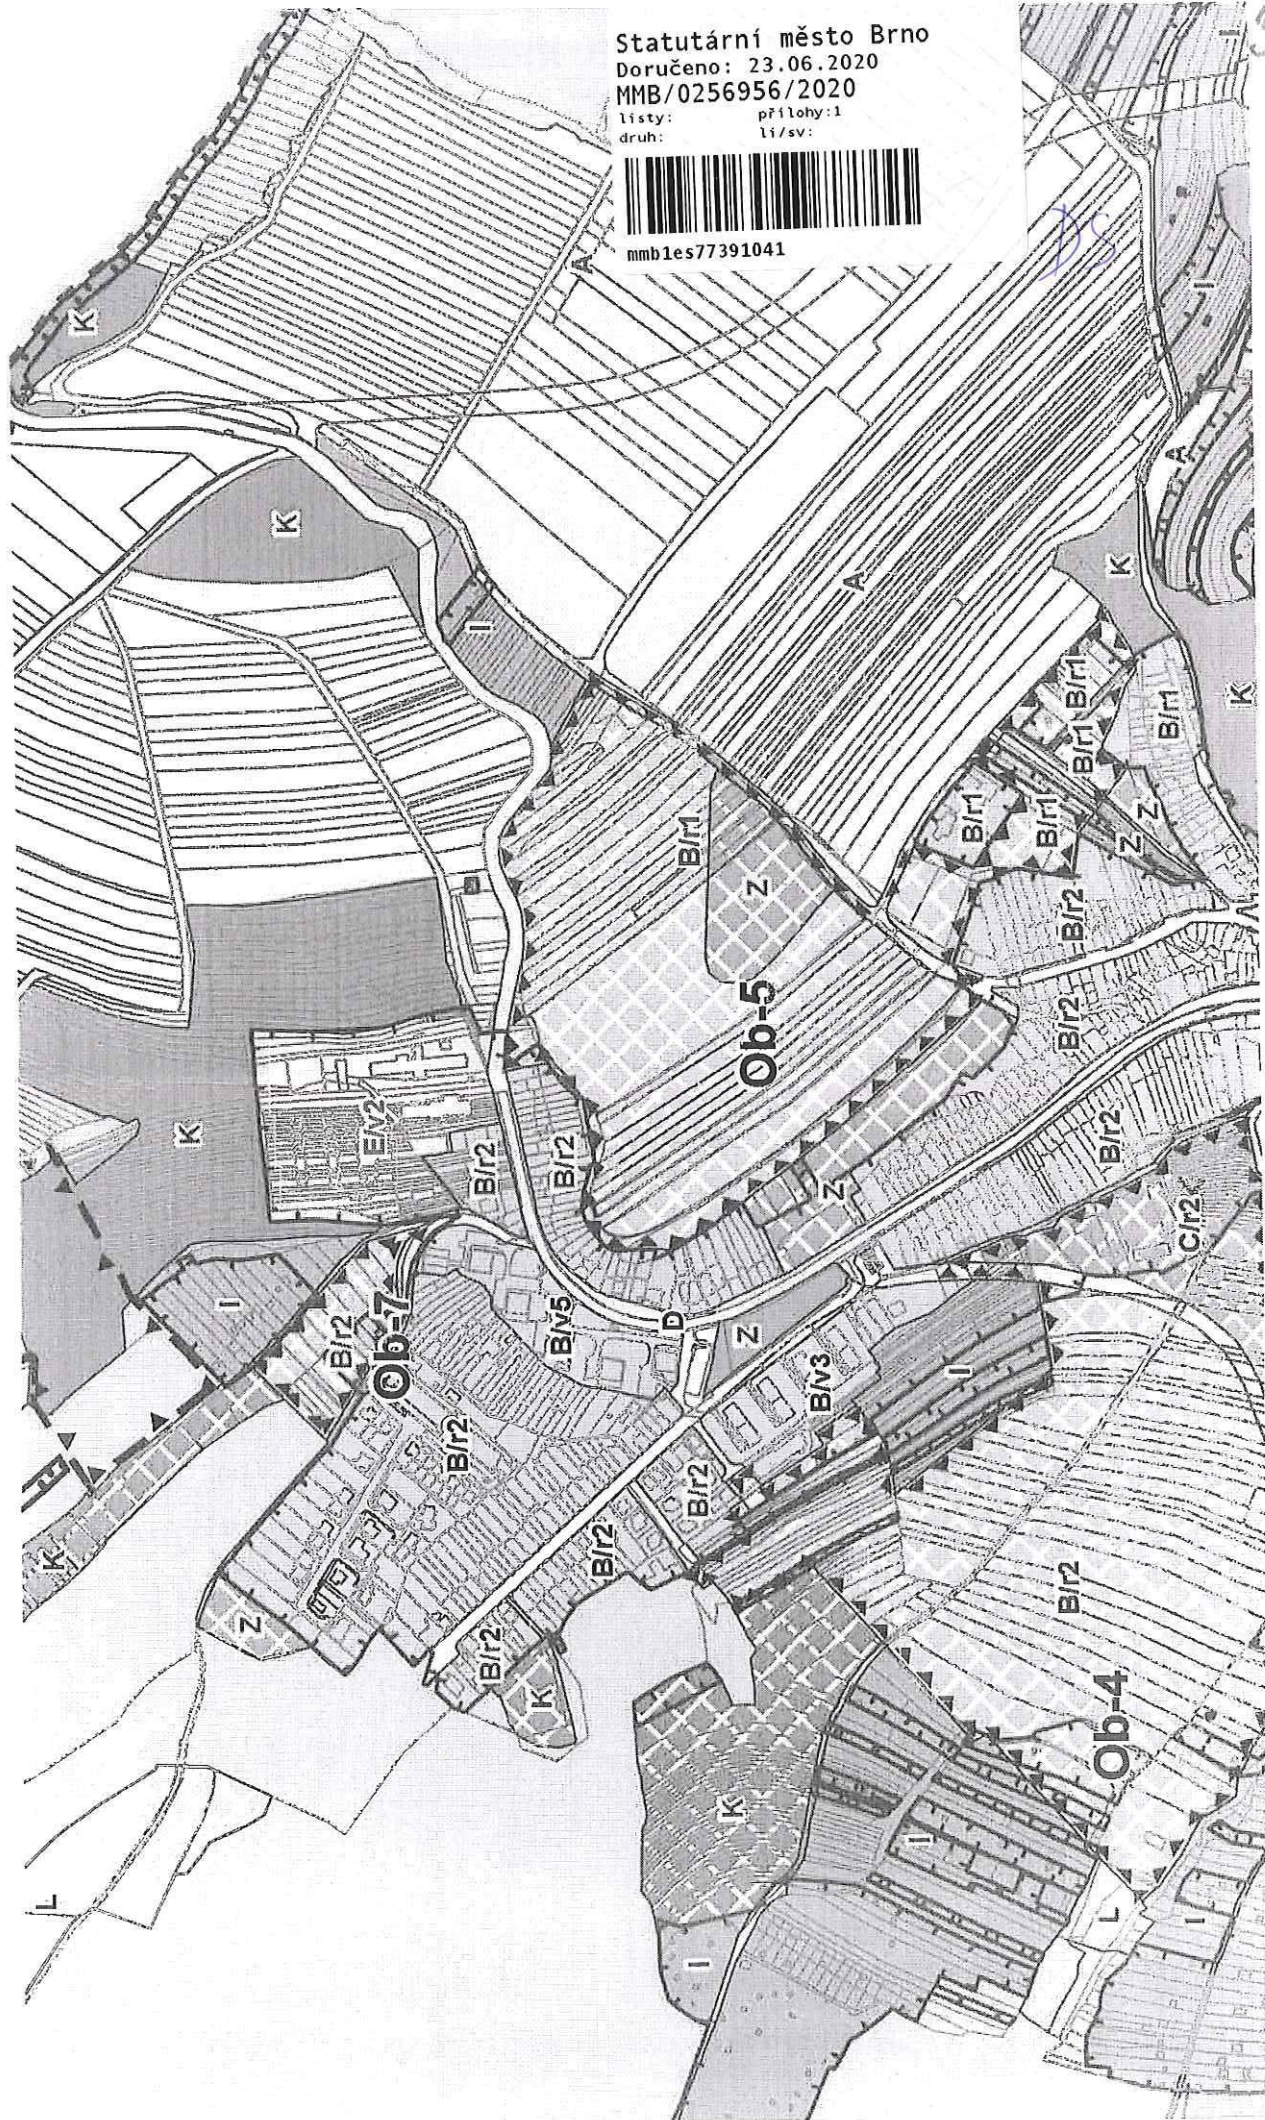 Statutární město Brno
Doručeno: 23.06.2020
MMB/0256956/2020
listy: přílohy:1
druh: li/sv:
mmb1es77391041
DS
K
A
I
K
I
A
A
K
K
I
B/r1
B/r1
B/r1
K
B/r1
B/r1
Z
Z
B/r1
Z
B/r2
Ob-5
B/r2
K
E/v2
B/r2
B/r2
Z
B/r2
C/r2
I
B/r2
Ob-7
B/v5
D
Z
B/v3
I
B/r2
B/r2
B/r2
K
Z
B/r2
K
B/r2
Ob-4
K
I
L
I
L
I